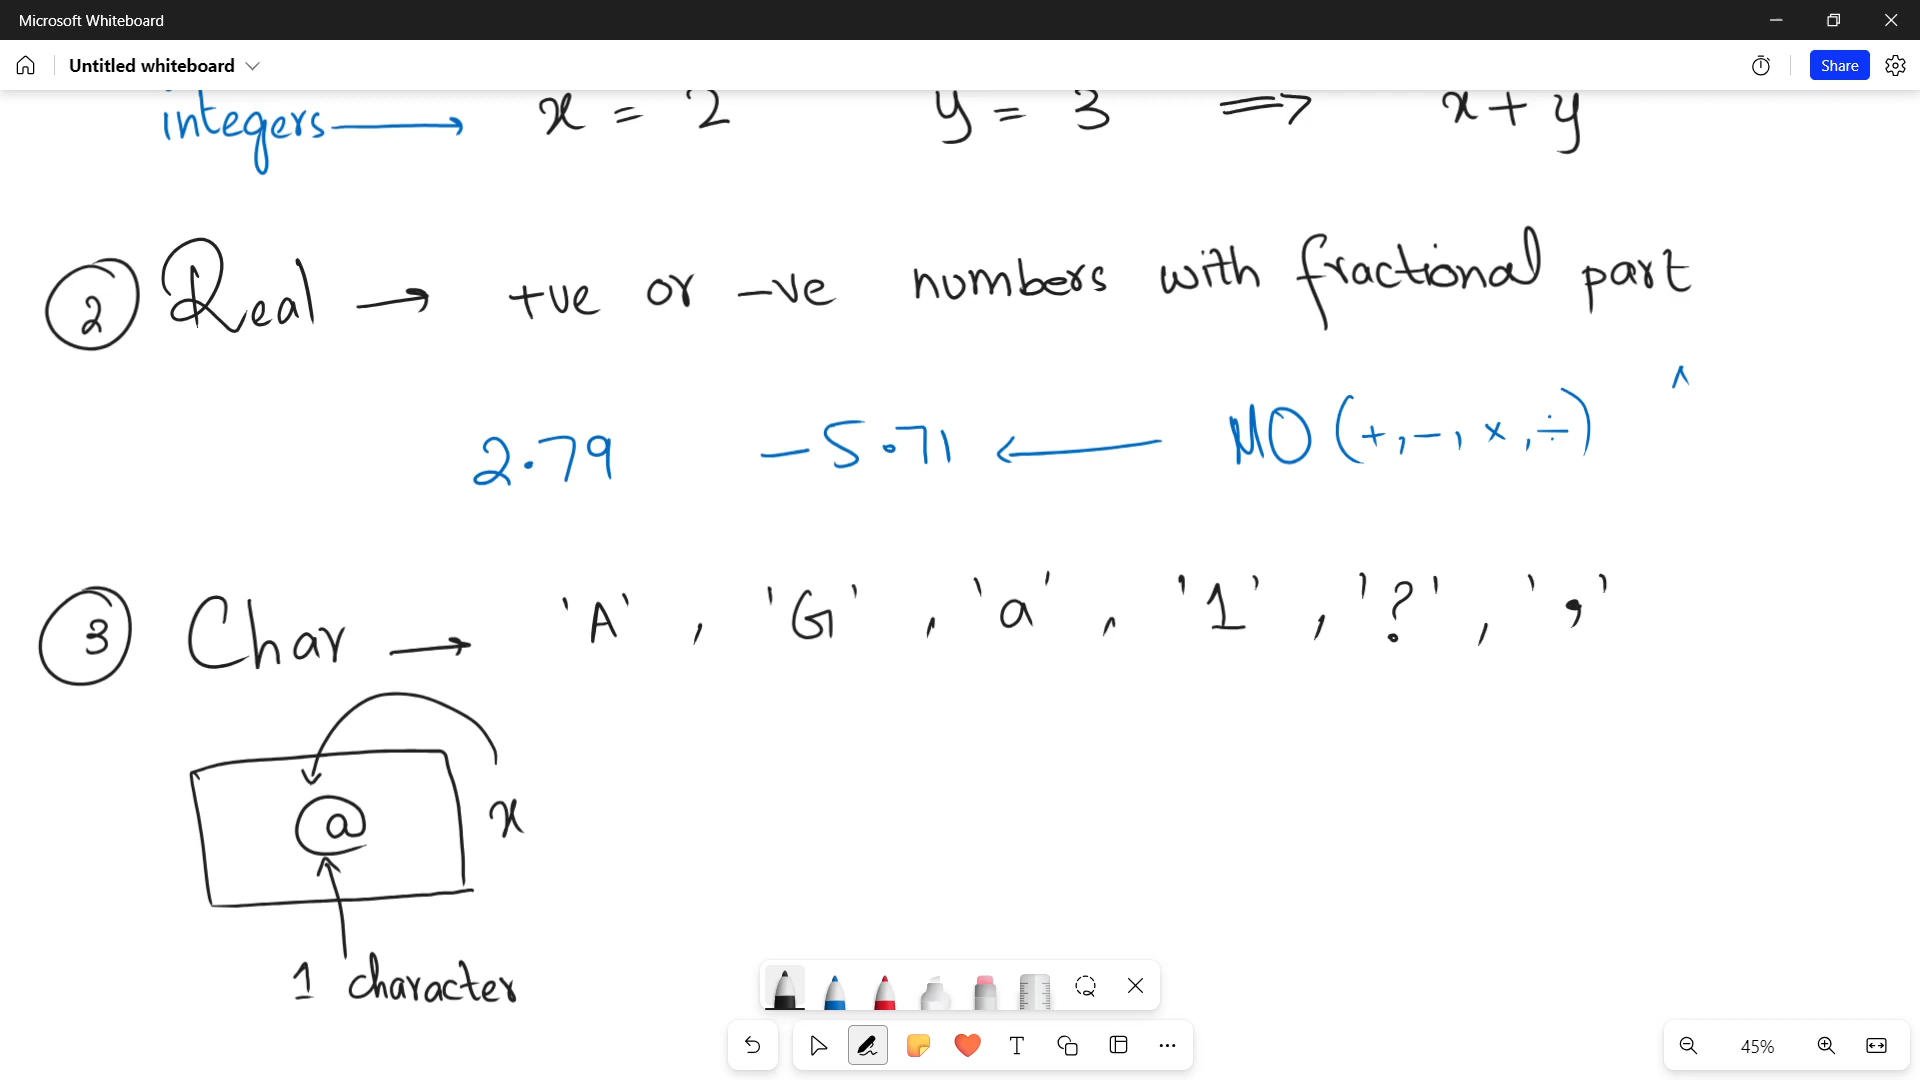 Microsoft Whiteboard
Untitled whiteboard
Share
integers → x = 2 y = 3 ⇒ x + y
② Real → +ve or -ve numbers with fractional part
^
2.79 -5.71 ← MO (+, -, ×, ÷)
③ Char → 'A' , 'G' , 'a' , '1' , '?' , ','
a x
1 character
45%